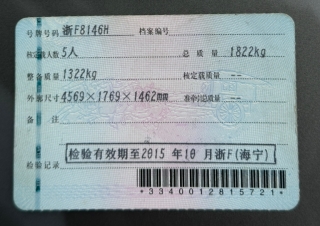 号牌号码 浙F8146H 档案编号
核定载人数 5人 总质量 1822kg
整备质量 1322kg 核定载质量 --
外廓尺寸 4569×1769×1462mm 准牵引总质量 --
备注
检验有效期至2015年10月浙F(海宁)
检验记录
*3340012815721*